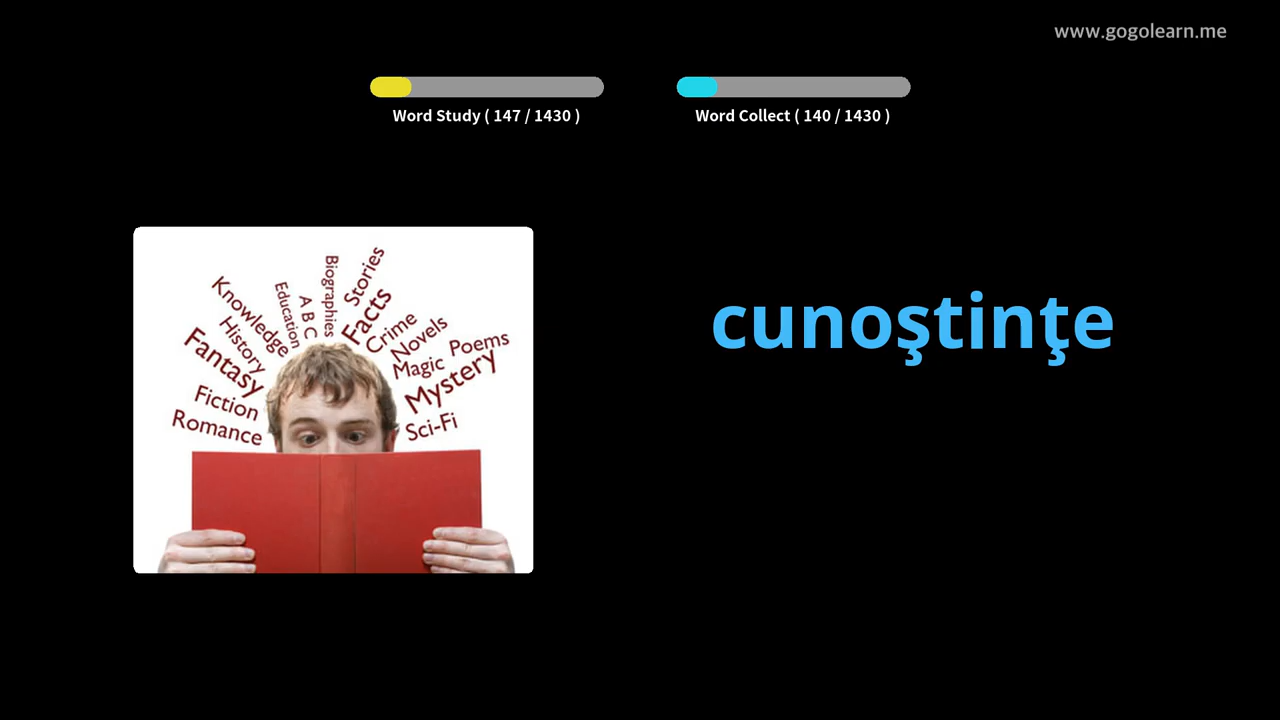 www.gogolearn.me
Word Study ( 147 / 1430 )
Word Collect ( 140 / 1430 )
Knowledge
Education
A B C
Biographies
Stories
Facts
Crime
Novels
Poems
History
Fantasy
Magic
Mystery
Fiction
Romance
Sci-Fi
cunoştinţe